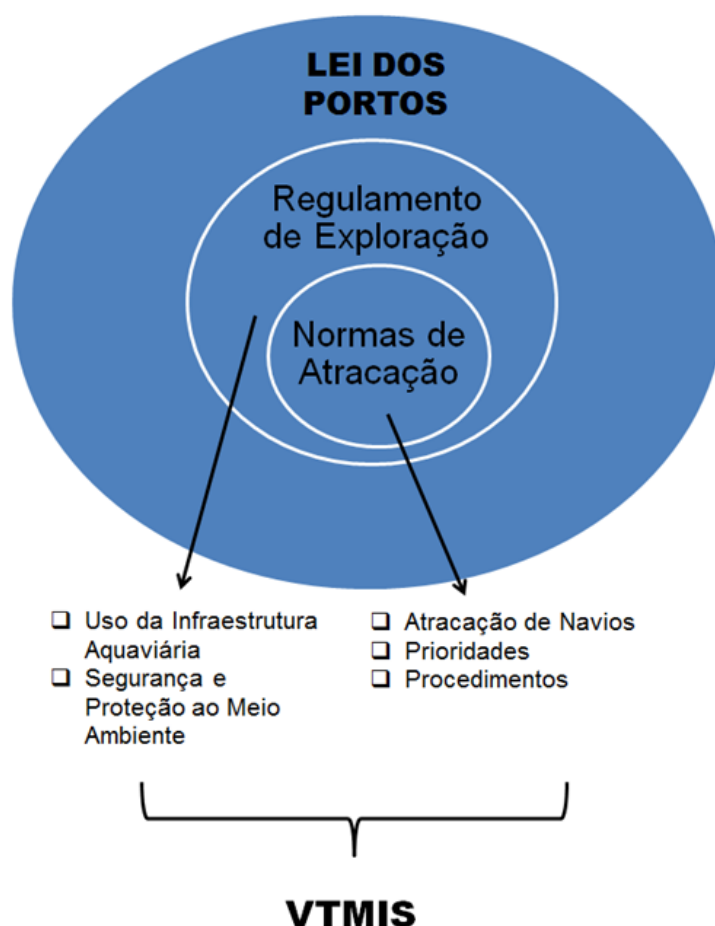 LEI DOS
PORTOS
Regulamento
de Exploração
Normas de
Atracação
❑ Uso da Infraestrutura
Aquaviária
❑ Segurança e
Proteção ao Meio
Ambiente
❑ Atracação de Navios
❑ Prioridades
❑ Procedimentos
VTMIS